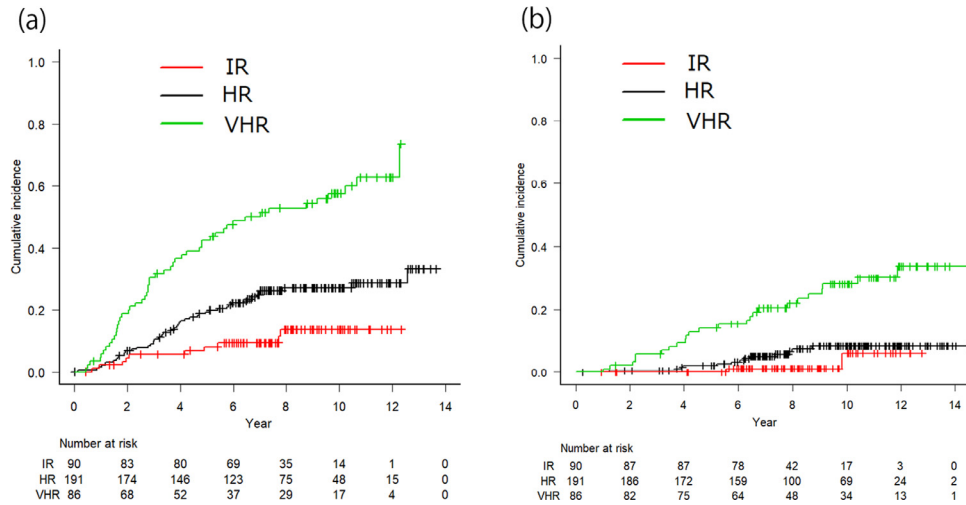 (a)
IR
HR
VHR
Cumulative incidence
1.0
0.8
0.6
0.4
0.2
0.0
0 2 4 6 8 10 12 14
Year
Number at risk
IR 90 83 80 69 35 14 1 0
HR 191 174 146 123 75 48 15 0
VHR 86 68 52 37 29 17 4 0
(b)
IR
HR
VHR
Cumulative incidence
1.0
0.8
0.6
0.4
0.2
0.0
0 2 4 6 8 10 12 14
Year
Number at risk
IR 90 87 87 78 42 17 3 0
HR 191 186 172 159 100 69 24 2
VHR 86 82 75 64 48 34 13 1